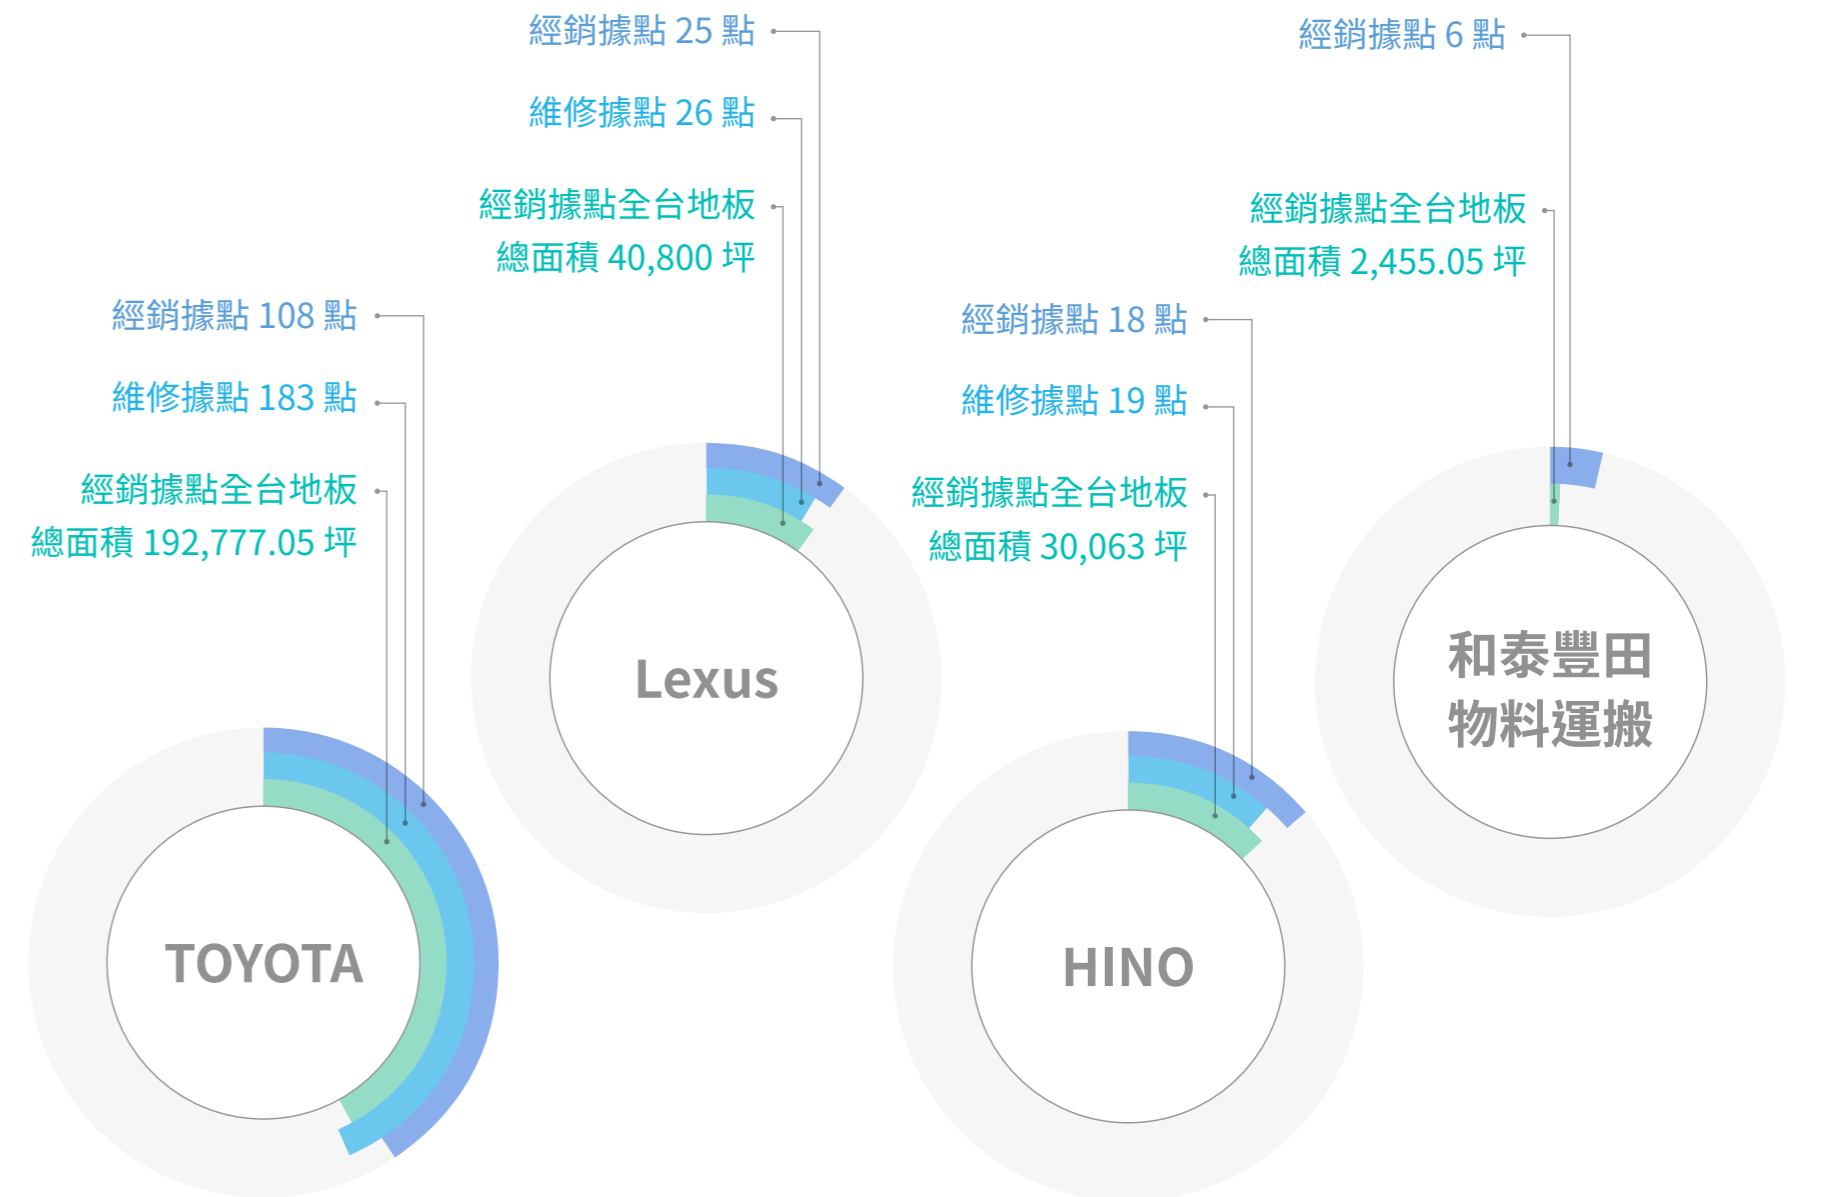 經銷據點 108 點
維修據點 183 點
經銷據點全台地板
總面積 192,777.05 坪
TOYOTA
經銷據點 25 點
維修據點 26 點
經銷據點全台地板
總面積 40,800 坪
Lexus
經銷據點 18 點
維修據點 19 點
經銷據點全台地板
總面積 30,063 坪
HINO
經銷據點 6 點
經銷據點全台地板
總面積 2,455.05 坪
和泰豐田
物料運搬